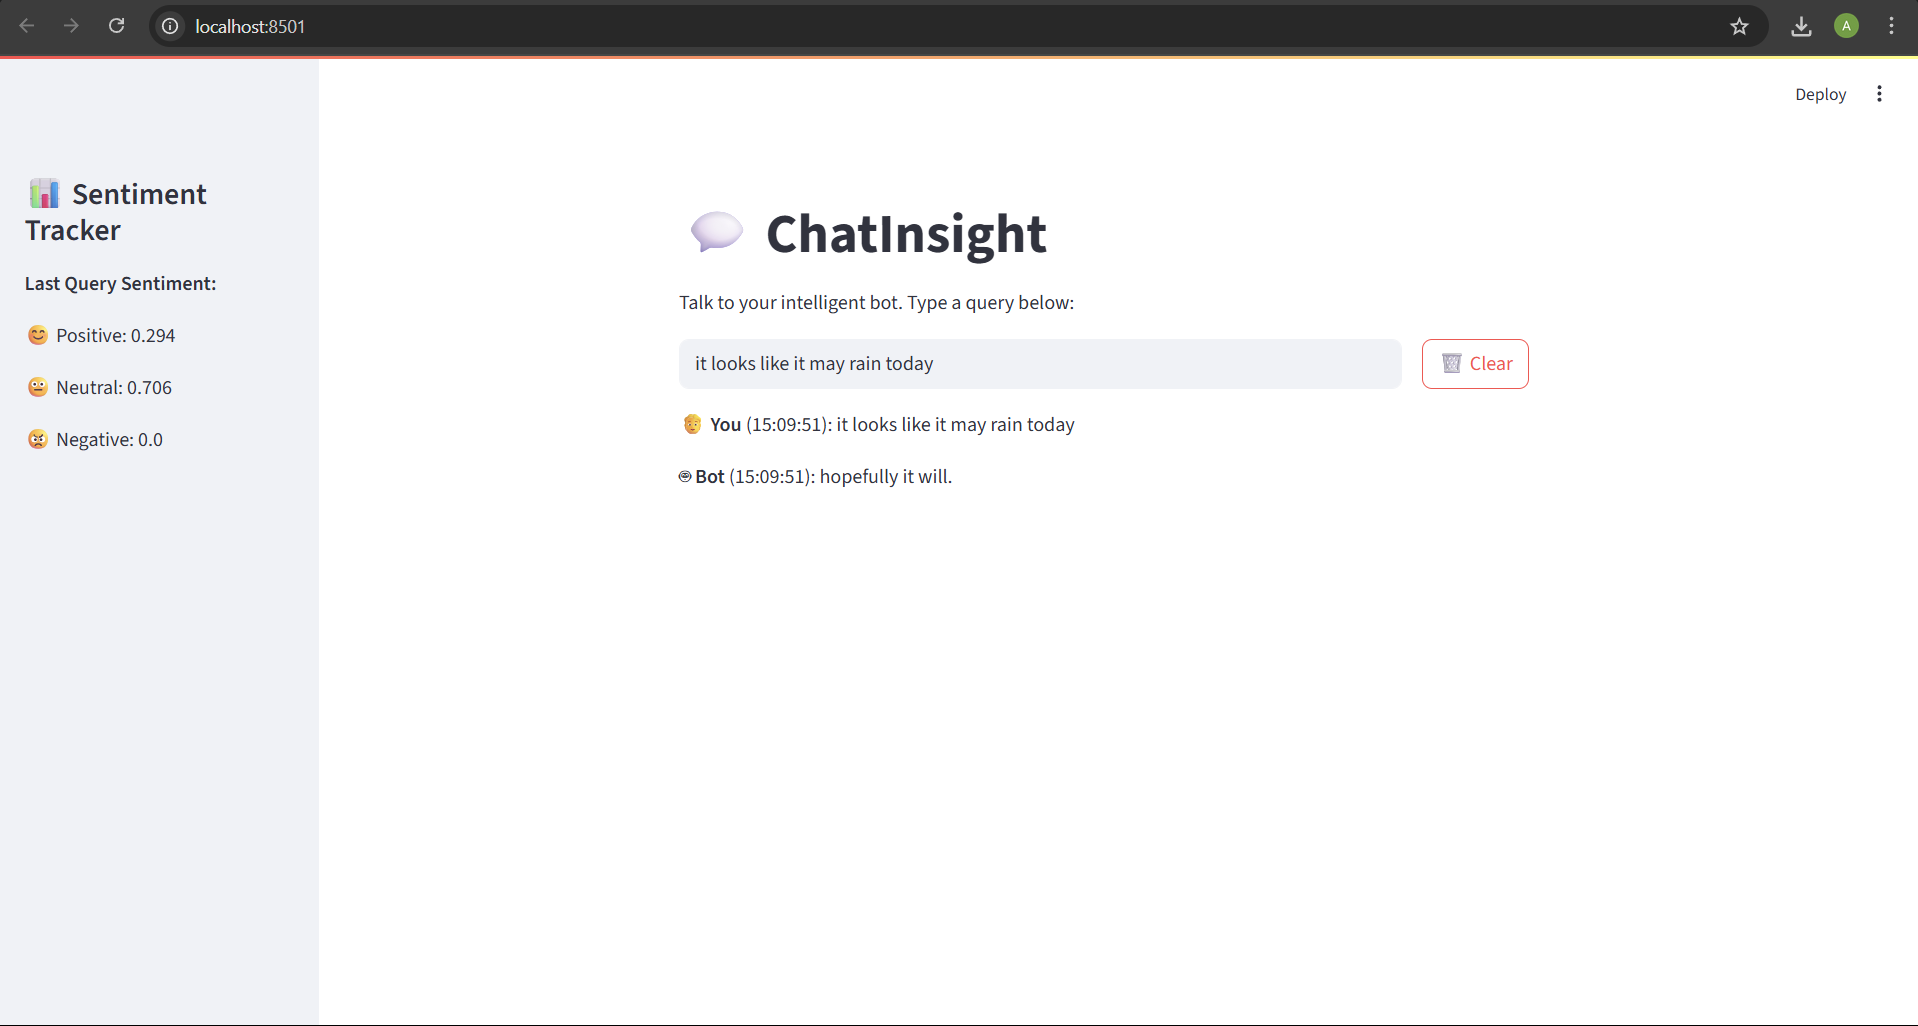 localhost:8501
A
Deploy
Sentiment
Tracker
Last Query Sentiment:
Positive: 0.294
Neutral: 0.706
Negative: 0.0
ChatInsight
Talk to your intelligent bot. Type a query below:
it looks like it may rain today
Clear
You (15:09:51): it looks like it may rain today
Bot (15:09:51): hopefully it will.